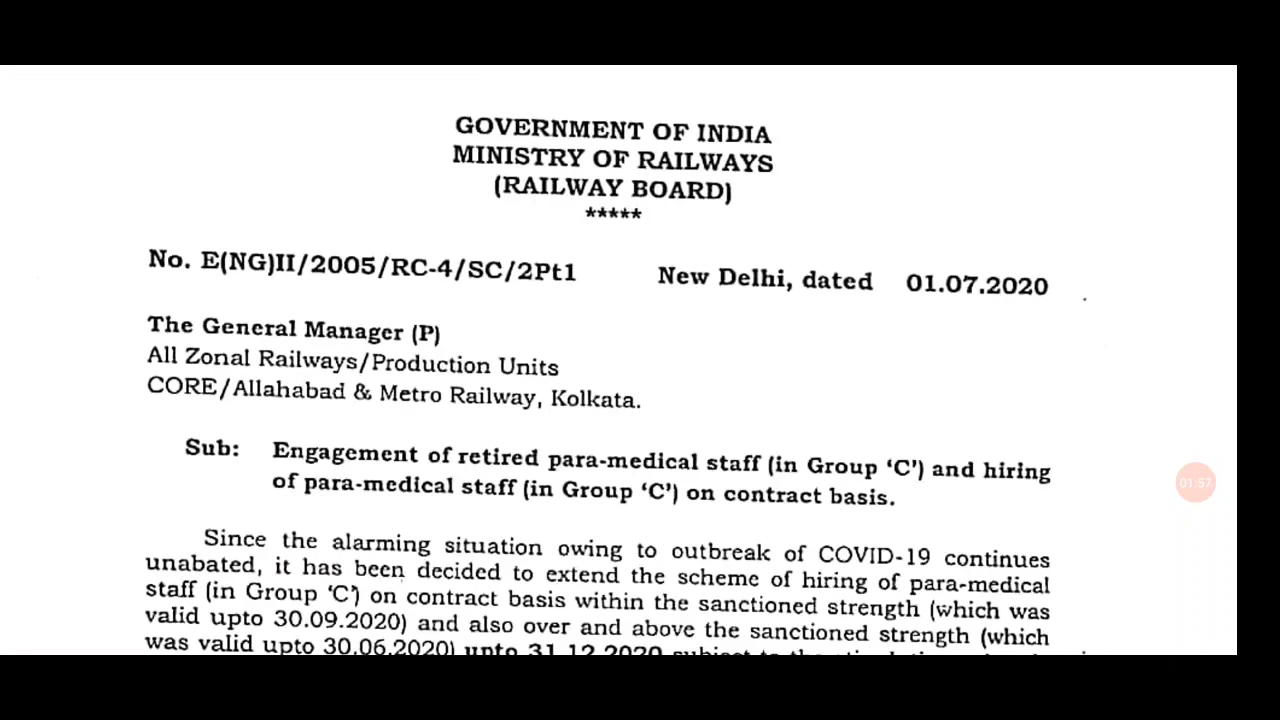 GOVERNMENT OF INDIA
MINISTRY OF RAILWAYS
(RAILWAY BOARD)
*****
No. E(NG)II/2005/RC-4/SC/2Pt1 New Delhi, dated 01.07.2020
The General Manager (P)
All Zonal Railways/Production Units
CORE/Allahabad & Metro Railway, Kolkata.
Sub: Engagement of retired para-medical staff (in Group ‘C’) and hiring
of para-medical staff (in Group ‘C’) on contract basis.
Since the alarming situation owing to outbreak of COVID-19 continues
unabated, it has been decided to extend the scheme of hiring of para-medical
staff (in Group ‘C’) on contract basis within the sanctioned strength (which was
valid upto 30.09.2020) and also over and above the sanctioned strength (which
was valid upto 30.06.2020) upto 31.12.2020 subject to the
01:57